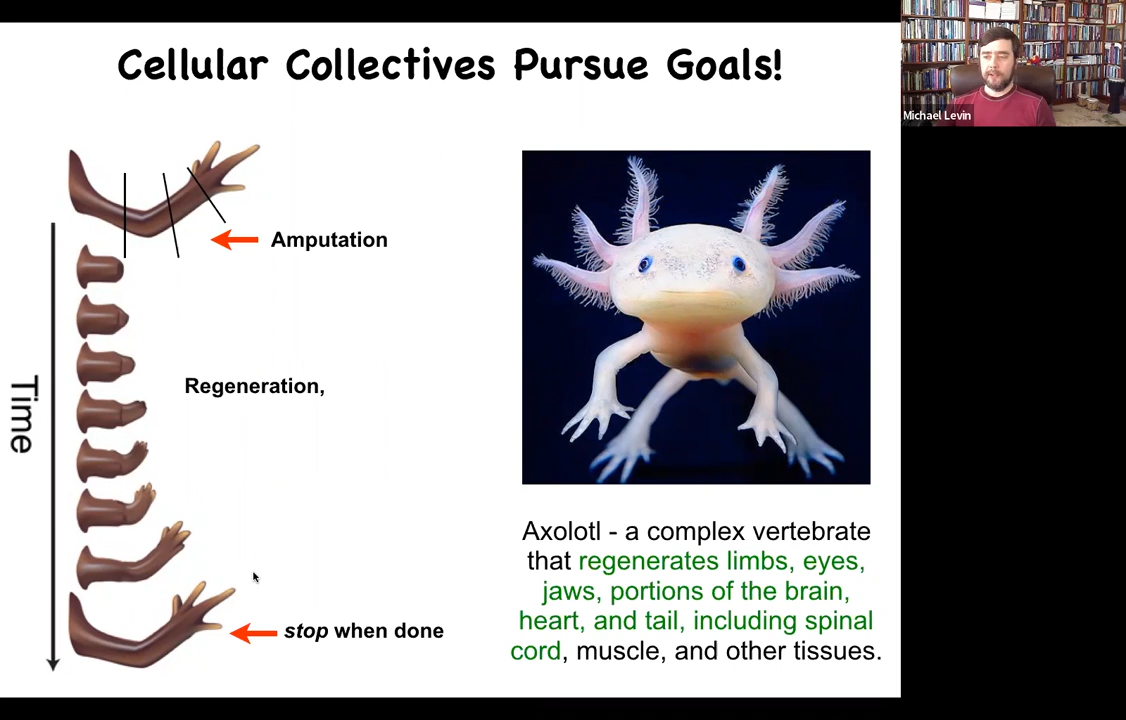 Cellular Collectives Pursue Goals!
Michael Levin
Amputation
Time
Regeneration,
stop when done
Axolotl - a complex vertebrate
that regenerates limbs, eyes,
jaws, portions of the brain,
heart, and tail, including spinal
cord, muscle, and other tissues.